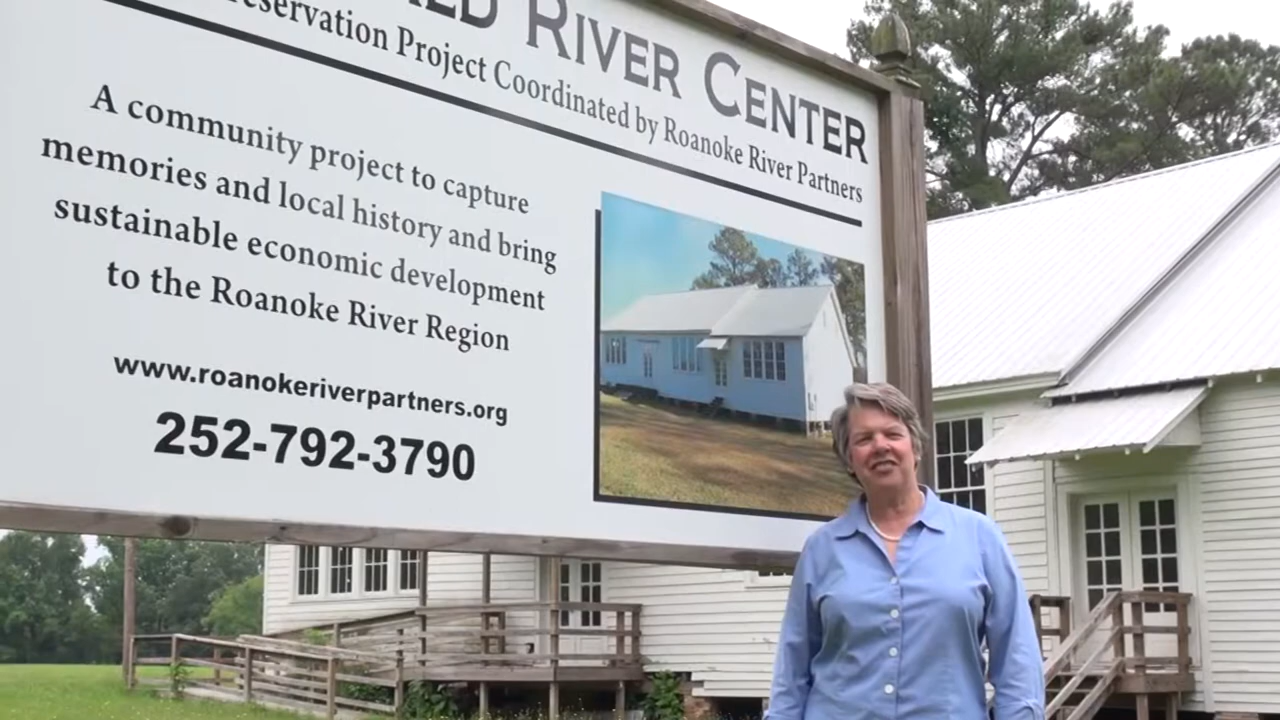 RIVER CENTER
Project Coordinated by Roanoke River Partners
A community project to capture
memories and local history and bring
sustainable economic development
to the Roanoke River Region
www.roanokeriverpartners.org
252-792-3790